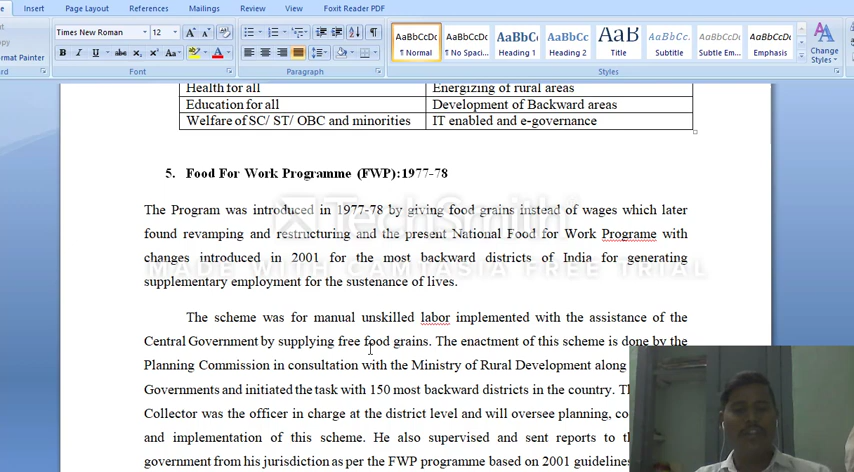 Insert Page Layout References Mailings Review View Foxit Reader PDF
Times New Roman 12
AaBbCcDc AaBbCcDc AaBbC AaBbCc AaB AaBbCc. AaBbCcDc AaBbCcDc
format Painter
¶ Normal ¶ No Spaci... Heading 1 Heading 2 Title Subtitle Subtle Em... Emphasis Change Styles
Font Paragraph Styles
Health for all Energizing of rural areas
Education for all Development of Backward areas
Welfare of SC/ ST/ OBC and minorities IT enabled and e-governance
5. Food For Work Programme (FWP):1977-78
The Program was introduced in 1977-78 by giving food grains instead of wages which later
TechSmith
found revamping and restructuring and the present National Food for Work Programe with
changes introduced in 2001 for the most backward districts of India for generating
MADE WITH CAMTASIA FREE TRIAL
supplementary employment for the sustenance of lives.
The scheme was for manual unskilled labor implemented with the assistance of the
Central Government by supplying free food grains. The enactment of this scheme is done by the
Planning Commission in consultation with the Ministry of Rural Development along
Governments and initiated the task with 150 most backward districts in the country.
Collector was the officer in charge at the district level and will oversee planning,
and implementation of this scheme. He also supervised and sent reports to
government from his jurisdiction as per the FWP programme based on 2001 guidelines